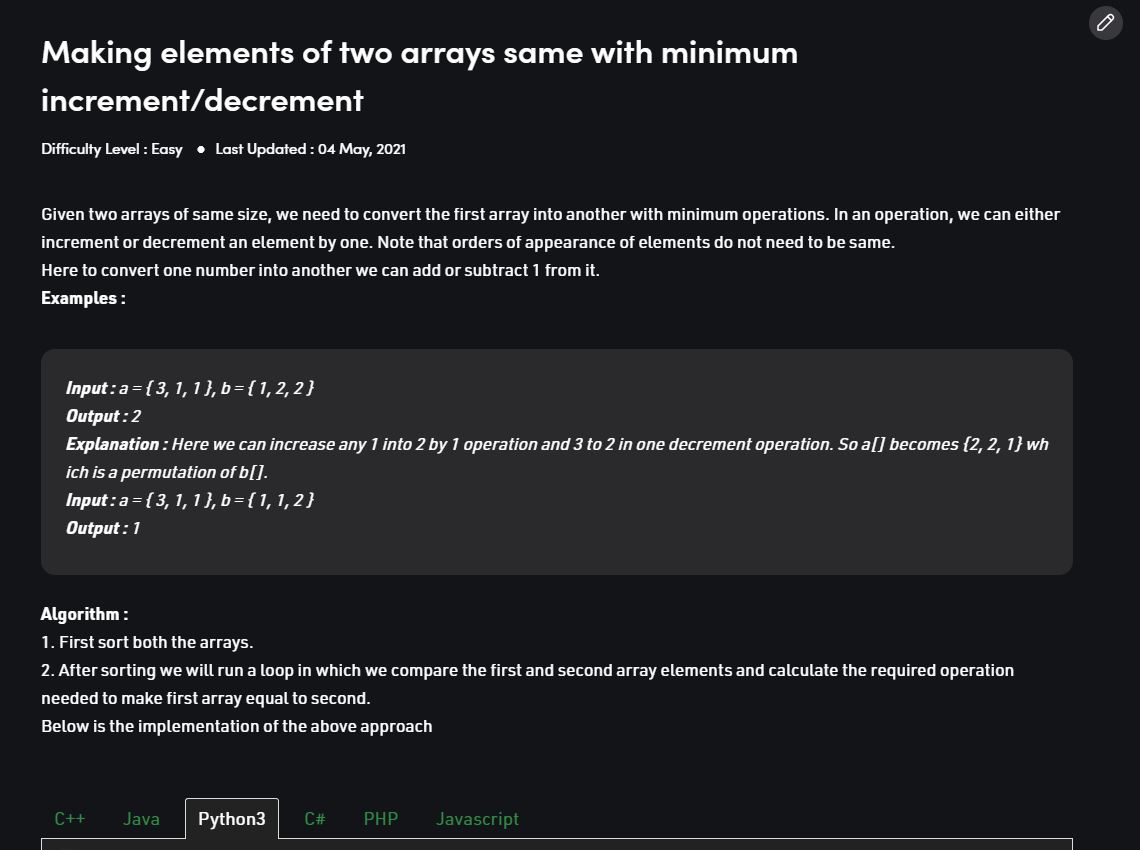 Making elements of two arrays same with minimum
increment/decrement
Difficulty Level : Easy ● Last Updated : 04 May, 2021
Given two arrays of same size, we need to convert the first array into another with minimum operations. In an operation, we can either
increment or decrement an element by one. Note that orders of appearance of elements do not need to be same.
Here to convert one number into another we can add or subtract 1 from it.
Examples :
Input : a = { 3, 1, 1 }, b = { 1, 2, 2 }
Output : 2
Explanation : Here we can increase any 1 into 2 by 1 operation and 3 to 2 in one decrement operation. So a[] becomes {2, 2, 1} wh
ich is a permutation of b[].
Input : a = { 3, 1, 1 }, b = { 1, 1, 2 }
Output : 1
Algorithm :
1. First sort both the arrays.
2. After sorting we will run a loop in which we compare the first and second array elements and calculate the required operation
needed to make first array equal to second.
Below is the implementation of the above approach
C++ Java Python3 C# PHP Javascript